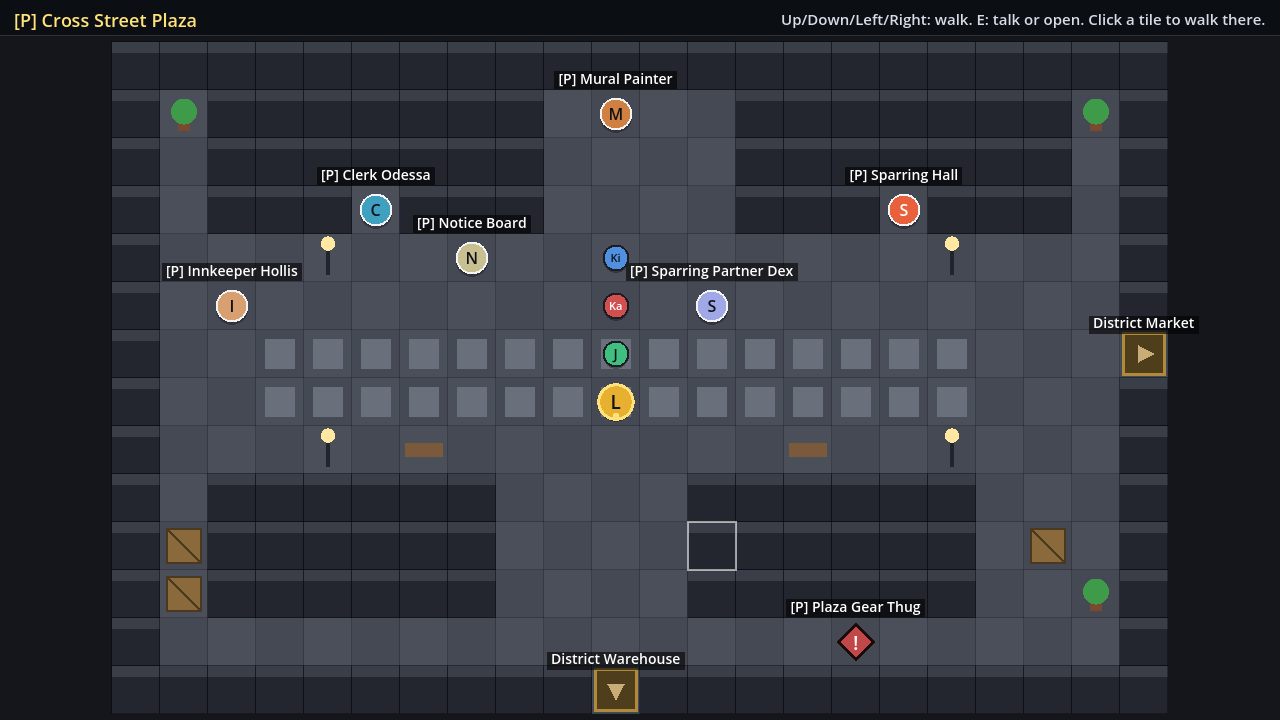 [P] Cross Street Plaza
Up/Down/Left/Right: walk. E: talk or open. Click a tile to walk there.
[P] Mural Painter
M
[P] Clerk Odessa
C
[P] Sparring Hall
S
[P] Notice Board
N
Ki
[P] Innkeeper Hollis
I
Ka
[P] Sparring Partner Dex
S
District Market
J
L
[P] Plaza Gear Thug
!
District Warehouse